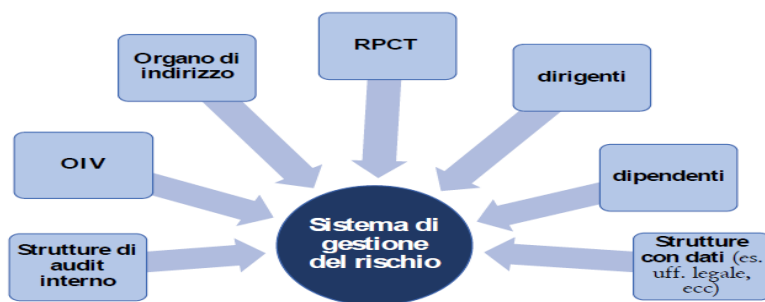 RPCT
Organo di
indirizzo
dirigenti
OIV
dipendenti
Sistema di
gestione
del rischio
Strutture di
audit
interno
Strutture
con dati (es.
uff. legale,
ecc)